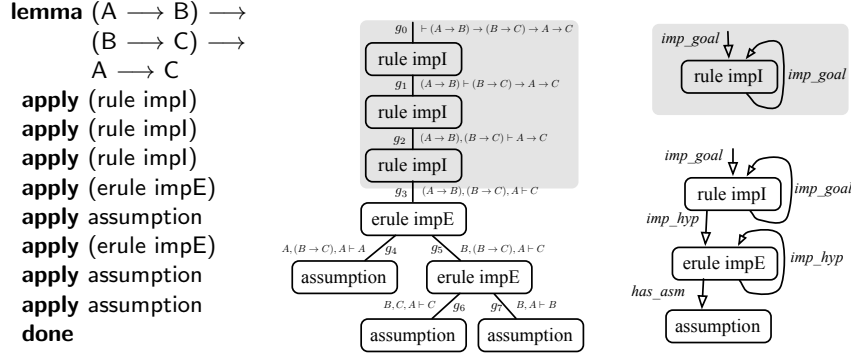 lemma (A ⟶ B) ⟶
(B ⟶ C) ⟶
A ⟶ C
apply (rule impI)
apply (rule impI)
apply (rule impI)
apply (erule impE)
apply assumption
apply (erule impE)
apply assumption
apply assumption
done
g₀ ⊢ (A → B) → (B → C) → A → C
rule impI
g₁ (A → B) ⊢ (B → C) → A → C
rule impI
g₂ (A → B), (B → C) ⊢ A → C
rule impI
g₃ (A → B), (B → C), A ⊢ C
erule impE
A, (B → C), A ⊢ A g₄ g₅ B, (B → C), A ⊢ C
assumption erule impE
B, C, A ⊢ C g₆ g₇ B, A ⊢ B
assumption assumption
imp_goal
rule impI imp_goal
imp_goal
rule impI imp_goal
imp_hyp
erule impE imp_hyp
has_asm
assumption